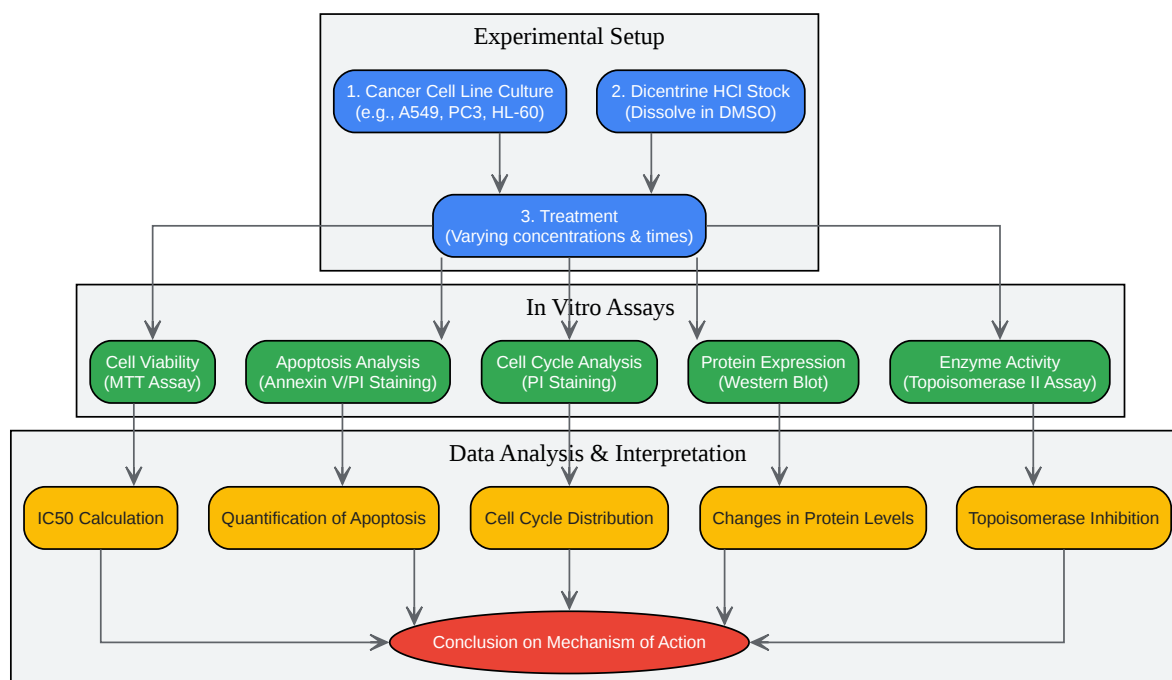 Experimental Setup
1. Cancer Cell Line Culture
(e.g., A549, PC3, HL-60)
2. Dicentrine HCl Stock
(Dissolve in DMSO)
3. Treatment
(Varying concentrations & times)
In Vitro Assays
Cell Viability
(MTT Assay)
Apoptosis Analysis
(Annexin V/PI Staining)
Cell Cycle Analysis
(PI Staining)
Protein Expression
(Western Blot)
Enzyme Activity
(Topoisomerase II Assay)
Data Analysis & Interpretation
IC50 Calculation
Quantification of Apoptosis
Cell Cycle Distribution
Changes in Protein Levels
Topoisomerase Inhibition
Conclusion on Mechanism of Action